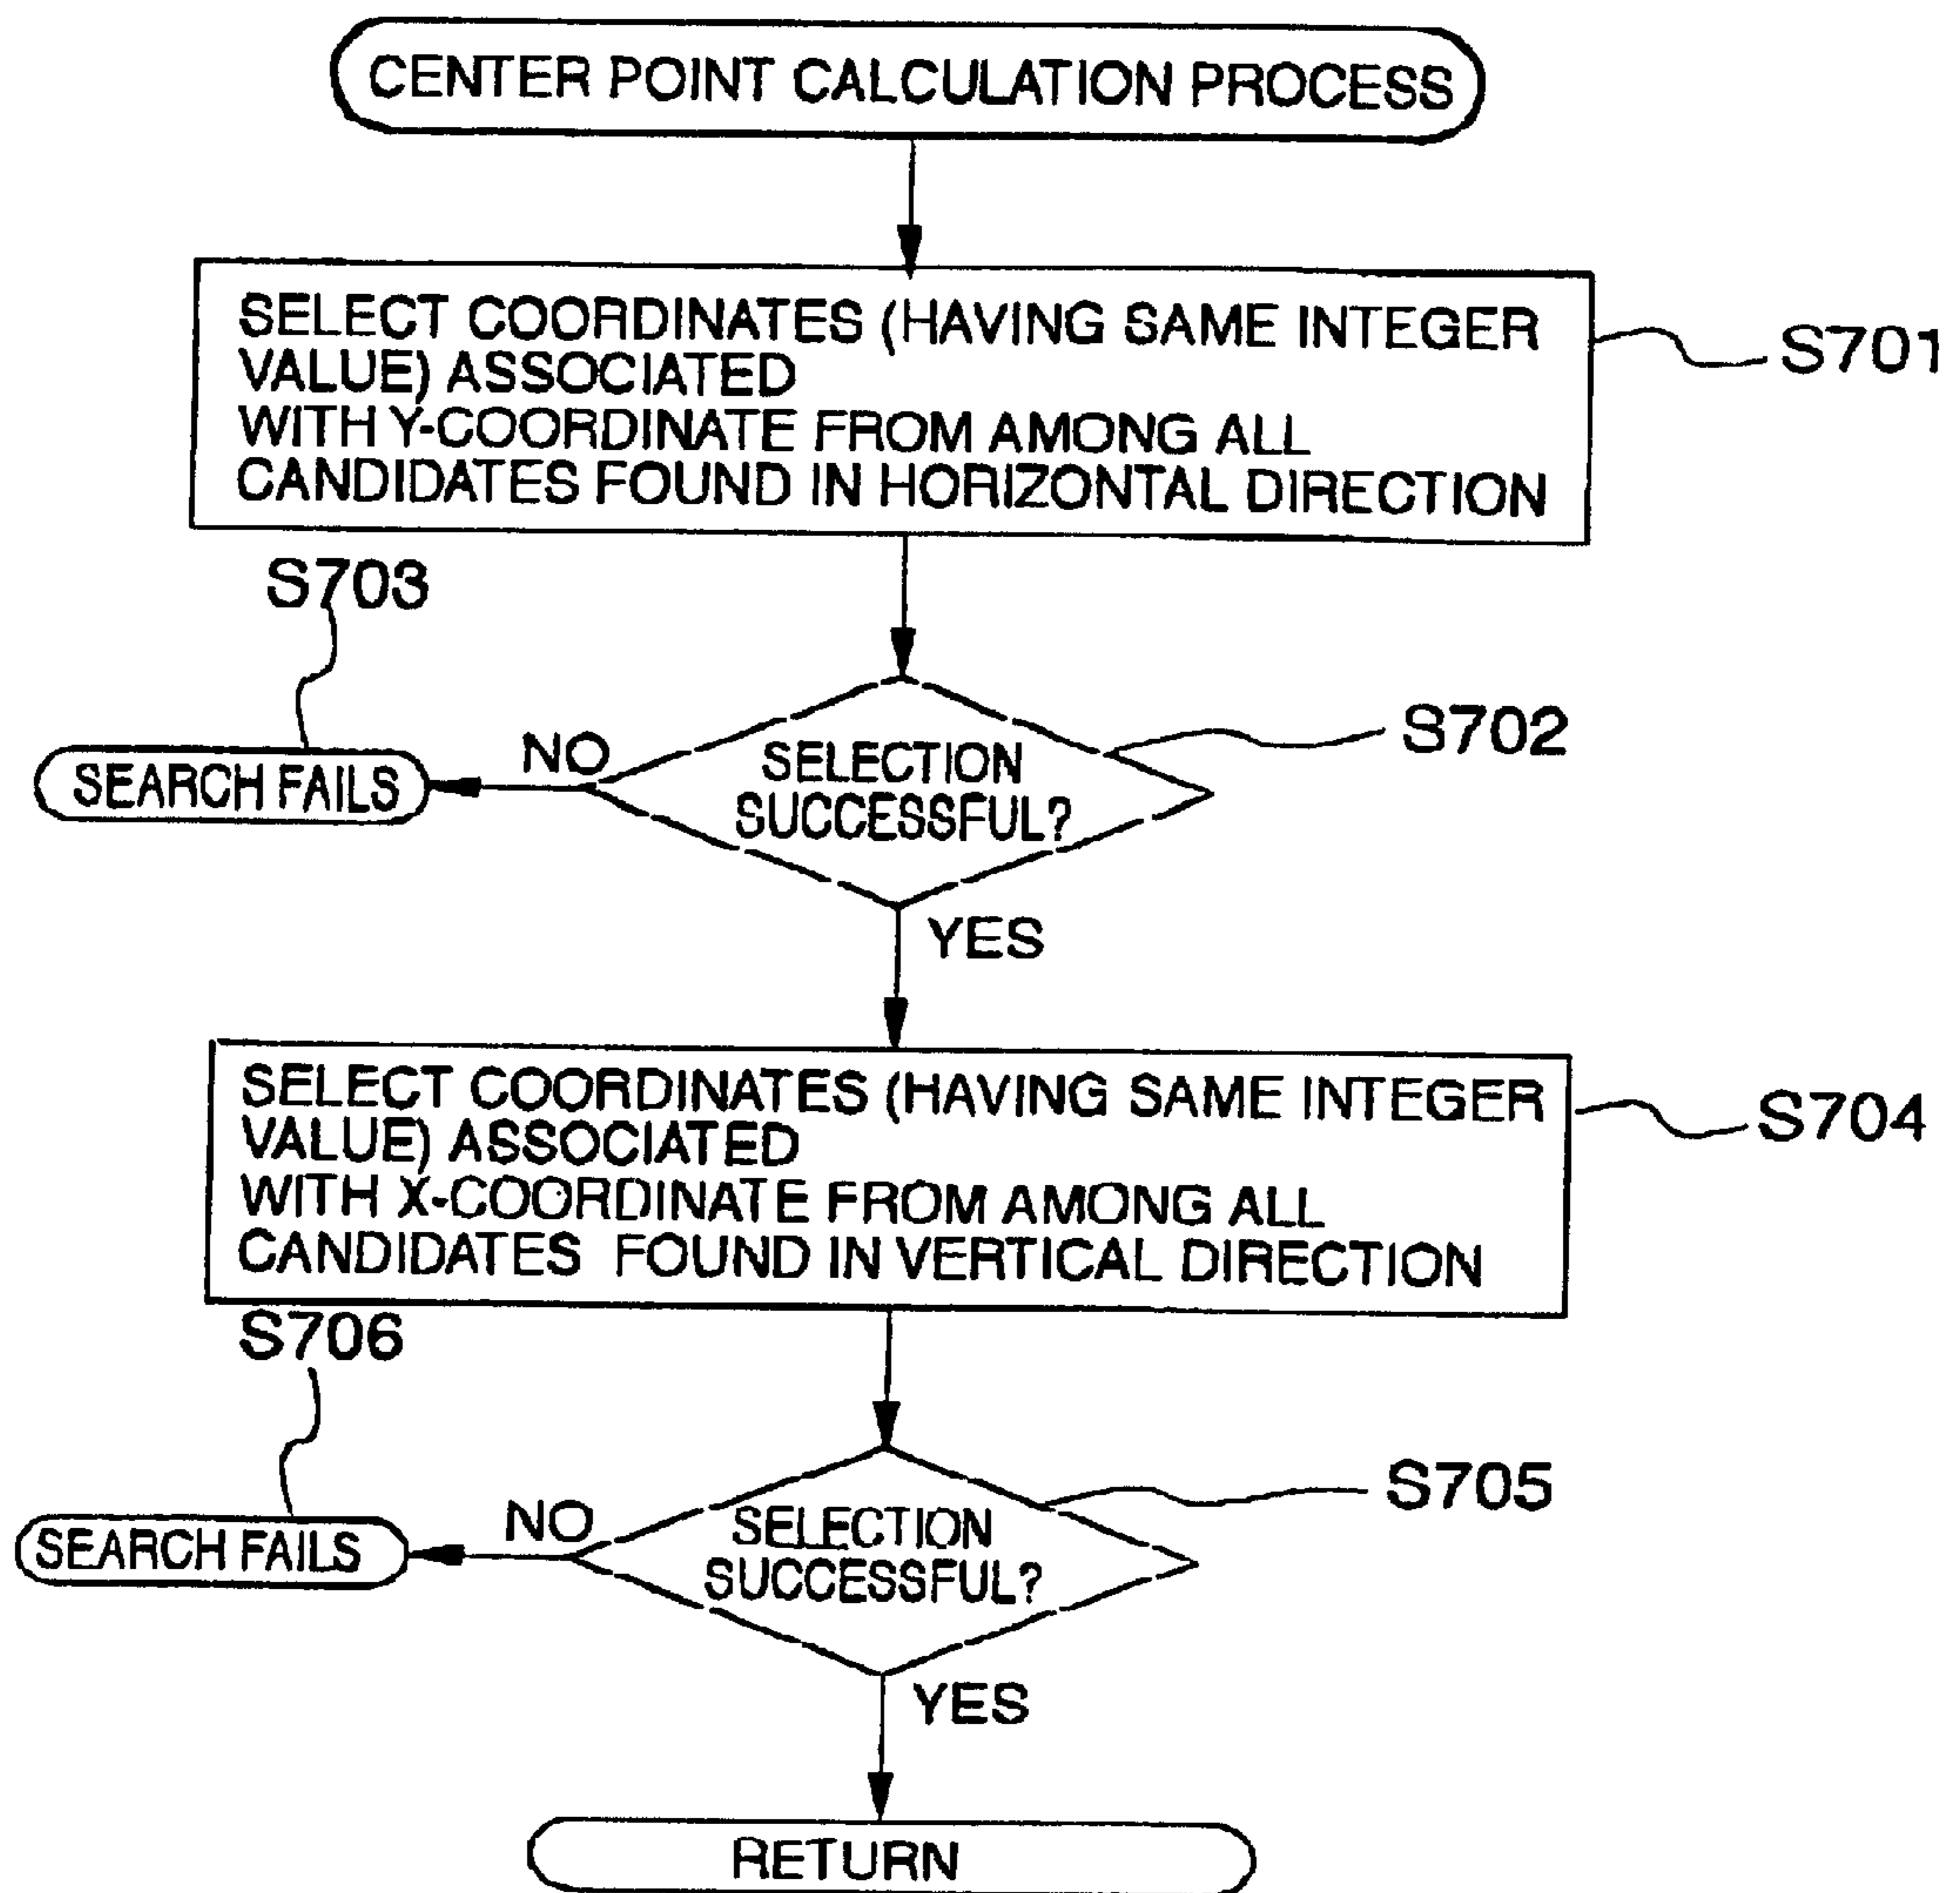 CENTER POINT CALCULATION PROCESS
SELECT COORDINATES (HAVING SAME INTEGER
VALUE) ASSOCIATED
WITH Y-COORDINATE FROM AMONG ALL
CANDIDATES FOUND IN HORIZONTAL DIRECTION
S701
S703
S702
SEARCH FAILS
NO
SELECTION
SUCCESSFUL?
YES
SELECT COORDINATES (HAVING SAME INTEGER
VALUE) ASSOCIATED
WITH X-COORDINATE FROM AMONG ALL
CANDIDATES FOUND IN VERTICAL DIRECTION
S704
S706
S705
SEARCH FAILS
NO
SELECTION
SUCCESSFUL?
YES
RETURN